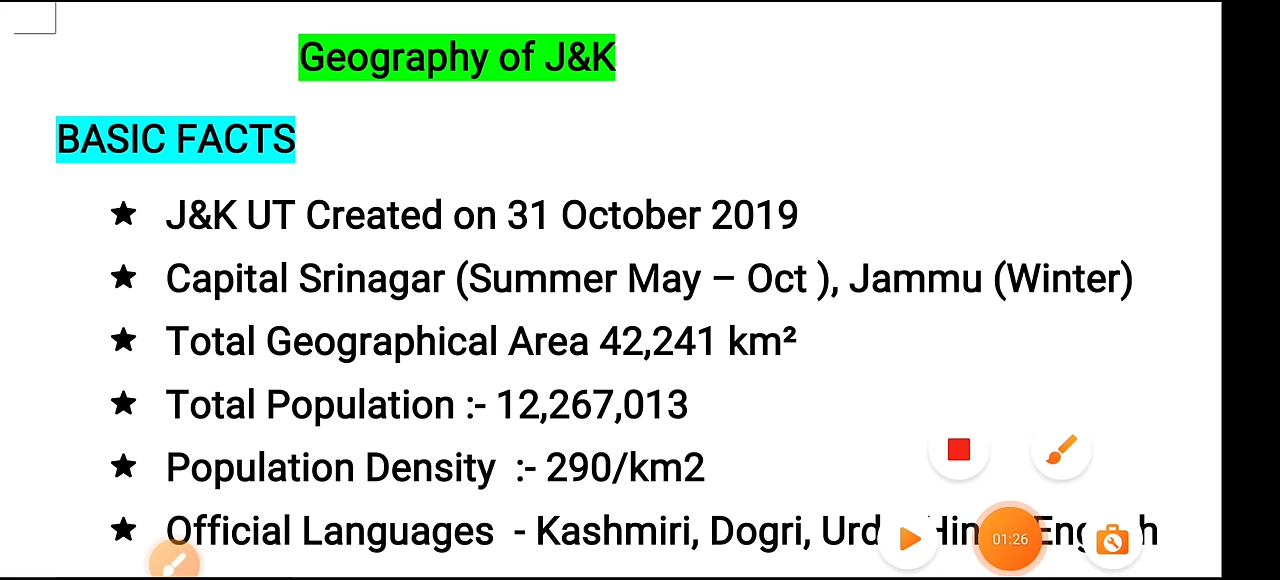 Geography of J&K
BASIC FACTS
★ J&K UT Created on 31 October 2019
★ Capital Srinagar (Summer May – Oct ), Jammu (Winter)
★ Total Geographical Area 42,241 km²
★ Total Population :- 12,267,013
★ Population Density :- 290/km2
★ Official Languages - Kashmiri, Dogri,
01:26